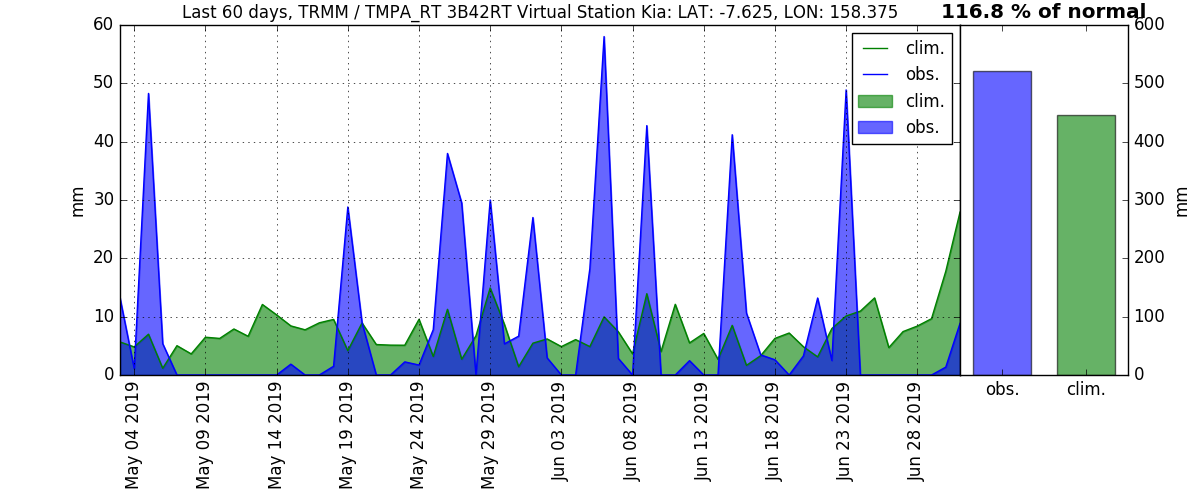 Last 60 days, TRMM / TMPA_RT 3B42RT Virtual Station Kia: LAT: -7.625, LON: 158.375
116.8 % of normal
clim.
obs.
clim.
obs.
60
50
40
30
20
10
0
mm
May 04 2019
May 09 2019
May 14 2019
May 19 2019
May 24 2019
May 29 2019
Jun 03 2019
Jun 08 2019
Jun 13 2019
Jun 18 2019
Jun 23 2019
Jun 28 2019
600
500
400
300
200
100
0
mm
obs.
clim.